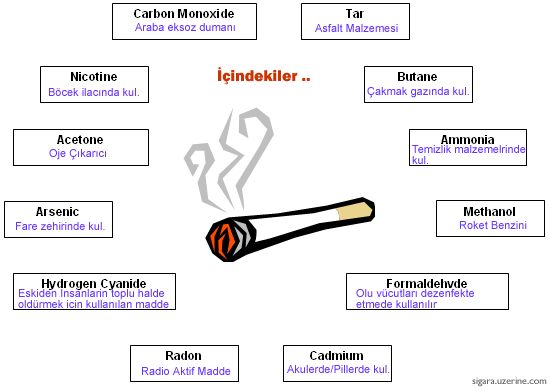 Carbon Monoxide
Araba eksoz dumanı
Tar
Asfalt Malzemesi
İçindekiler ..
Nicotine
Böcek ilacında kul.
Butane
Çakmak gazında kul.
Acetone
Oje Çıkarıcı
Ammonia
Temizlik malzemelrinde
kul.
Arsenic
Fare zehirinde kul.
Methanol
Roket Benzini
Hydrogen Cyanide
Eskiden İnsanların toplu halde
öldürmek için kullanılan madde
Formaldehyde
Olu vücutları dezenfekte
etmede kullanılır
Radon
Radio Aktif Madde
Cadmium
Akulerde/Pillerde kul.
sigara.uzerine.com